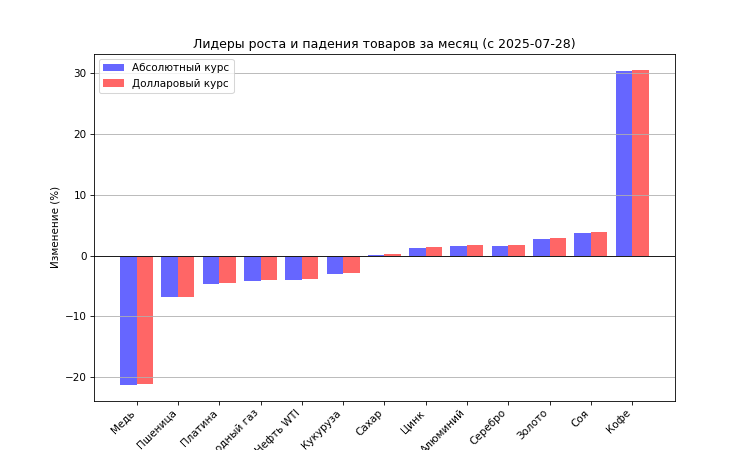 Лидеры роста и падения товаров за месяц (с 2025-07-28)
Абсолютный курс
Долларовый курс
Изменение (%)
30
20
10
0
−10
−20
Медь
Пшеница
Платина
одный газ
Нефть WTI
Кукуруза
Сахар
Цинк
Алюминий
Серебро
Золото
Соя
Кофе